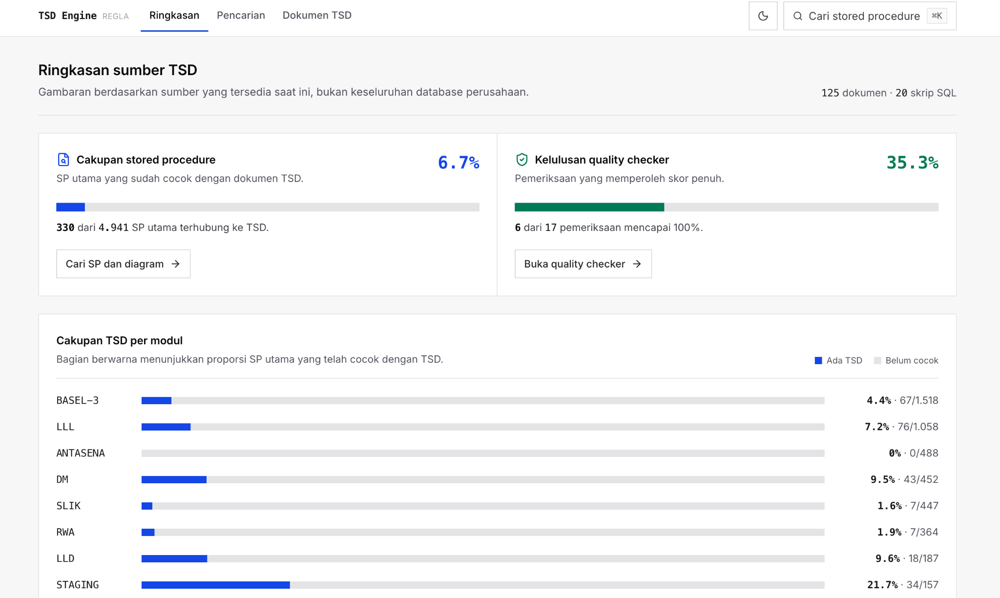 TSD Engine REGLA Ringkasan Pencarian Dokumen TSD Cari stored procedure ⌘K
Ringkasan sumber TSD
Gambaran berdasarkan sumber yang tersedia saat ini, bukan keseluruhan database perusahaan.
125 dokumen · 20 skrip SQL
Cakupan stored procedure
6.7%
SP utama yang sudah cocok dengan dokumen TSD.
330 dari 4.941 SP utama terhubung ke TSD.
Cari SP dan diagram →
Kelulusan quality checker
35.3%
Pemeriksaan yang memperoleh skor penuh.
6 dari 17 pemeriksaan mencapai 100%.
Buka quality checker →
Cakupan TSD per modul
Bagian berwarna menunjukkan proporsi SP utama yang telah cocok dengan TSD.
Ada TSD Belum cocok
BASEL-3 4.4% · 67/1.518
LLL 7.2% · 76/1.058
ANTASENA 0% · 0/488
DM 9.5% · 43/452
SLIK 1.6% · 7/447
RWA 1.9% · 7/364
LLD 9.6% · 18/187
STAGING 21.7% · 34/157